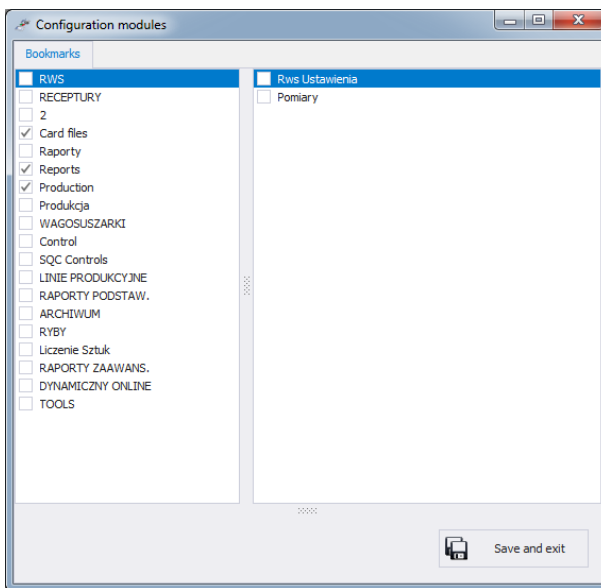 Configuration modules
Bookmarks
RWS
RECEPTURY
2
Card files
Raporty
Reports
Production
Produkcja
WAGOSUSZARKI
Control
SQC Controls
LINIE PRODUKCYJNE
RAPORTY PODSTAW.
ARCHIWUM
RYBY
Liczenie Sztuk
RAPORTY ZAAWANS.
DYNAMICZNY ONLINE
TOOLS
Rws Ustawienia
Pomiary
Save and exit